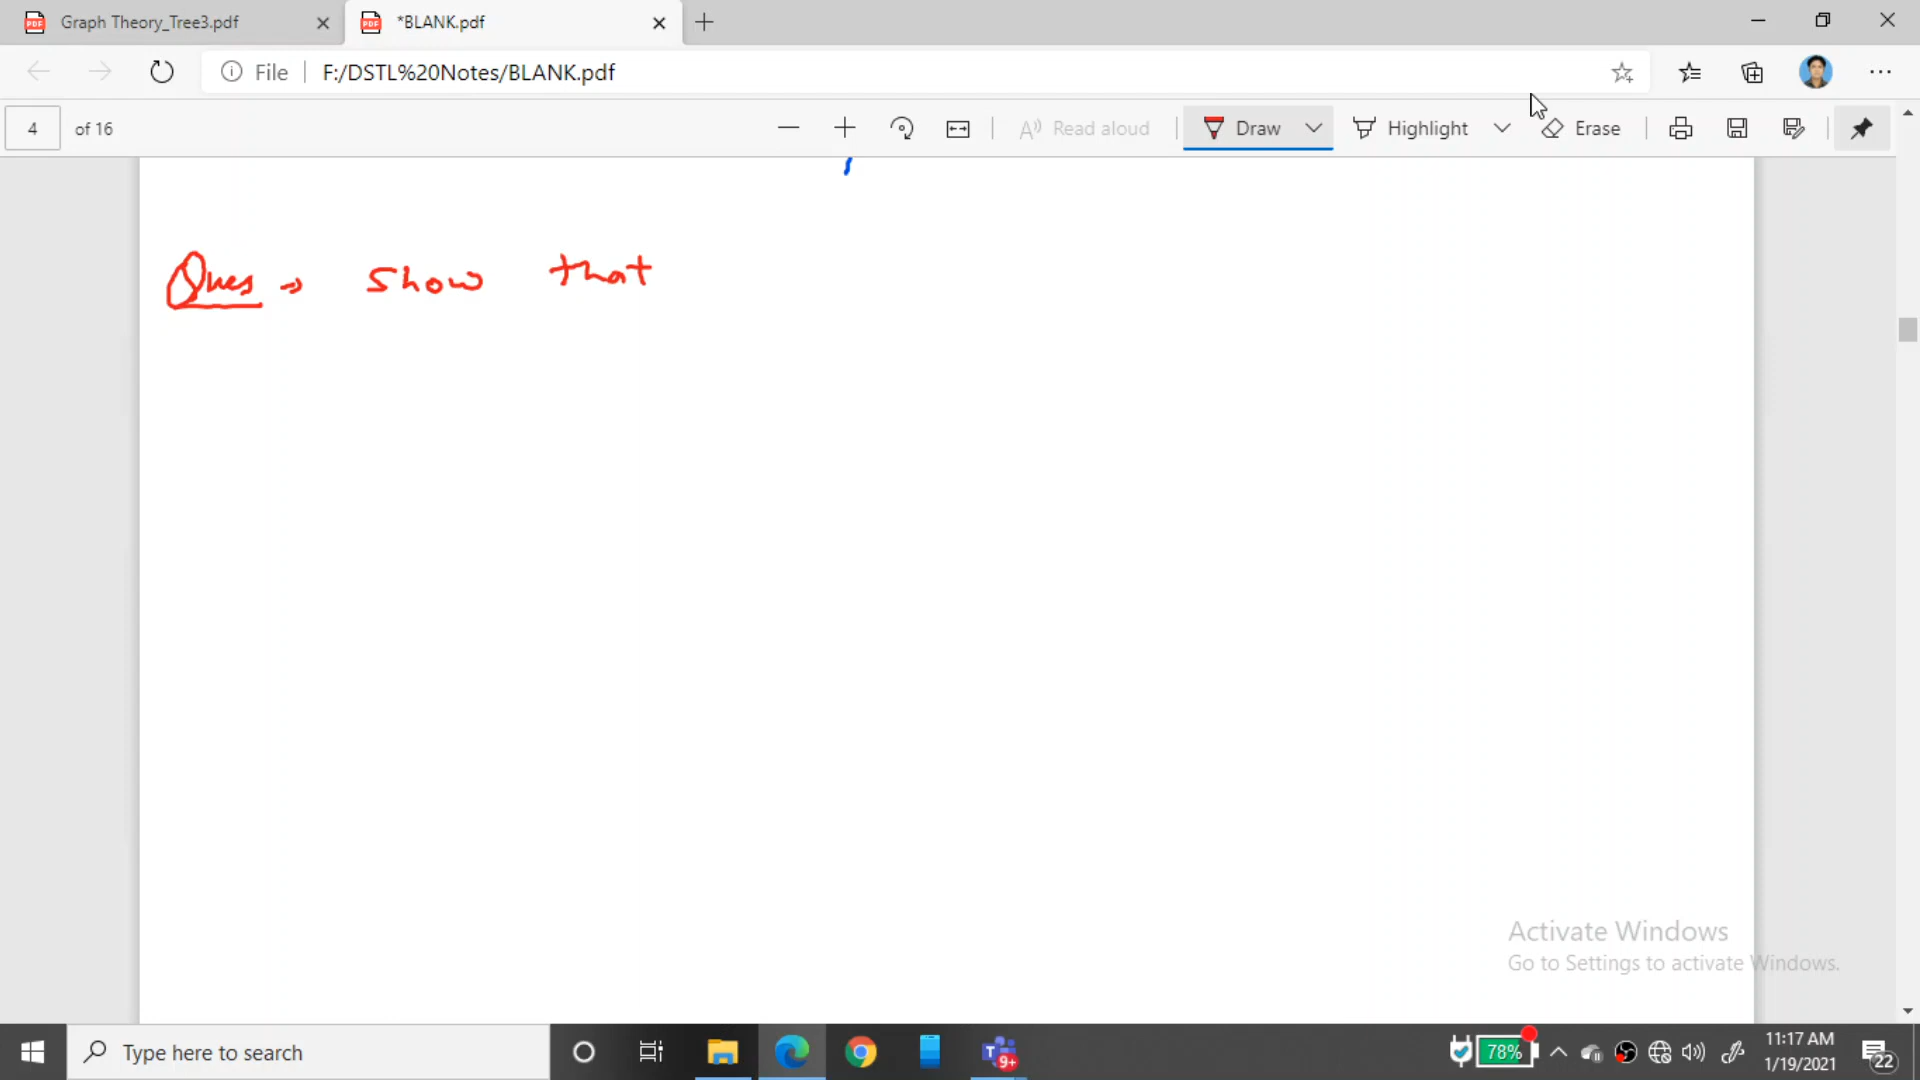 Graph Theory_Tree3.pdf
*BLANK.pdf
File
F:/DSTL%20Notes/BLANK.pdf
4 of 16
Read aloud
Draw
Highlight
Erase
Ques → Show that
Activate Windows
Go to Settings to activate Windows.
Type here to search
9+
78%
11:17 AM
1/19/2021
22